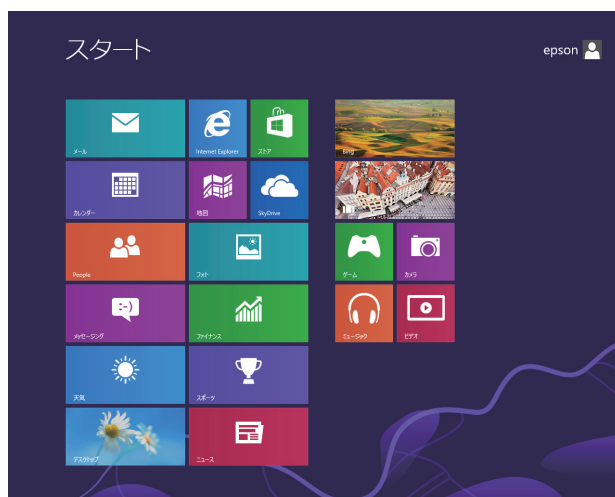 スタート
epson
メール
Internet Explorer
ストア
Bing
カレンダー
地図
SkyDrive
People
フォト
ゲーム
カメラ
メッセージング
ファイナンス
ミュージック
ビデオ
天気
スポーツ
デスクトップ
ニュース